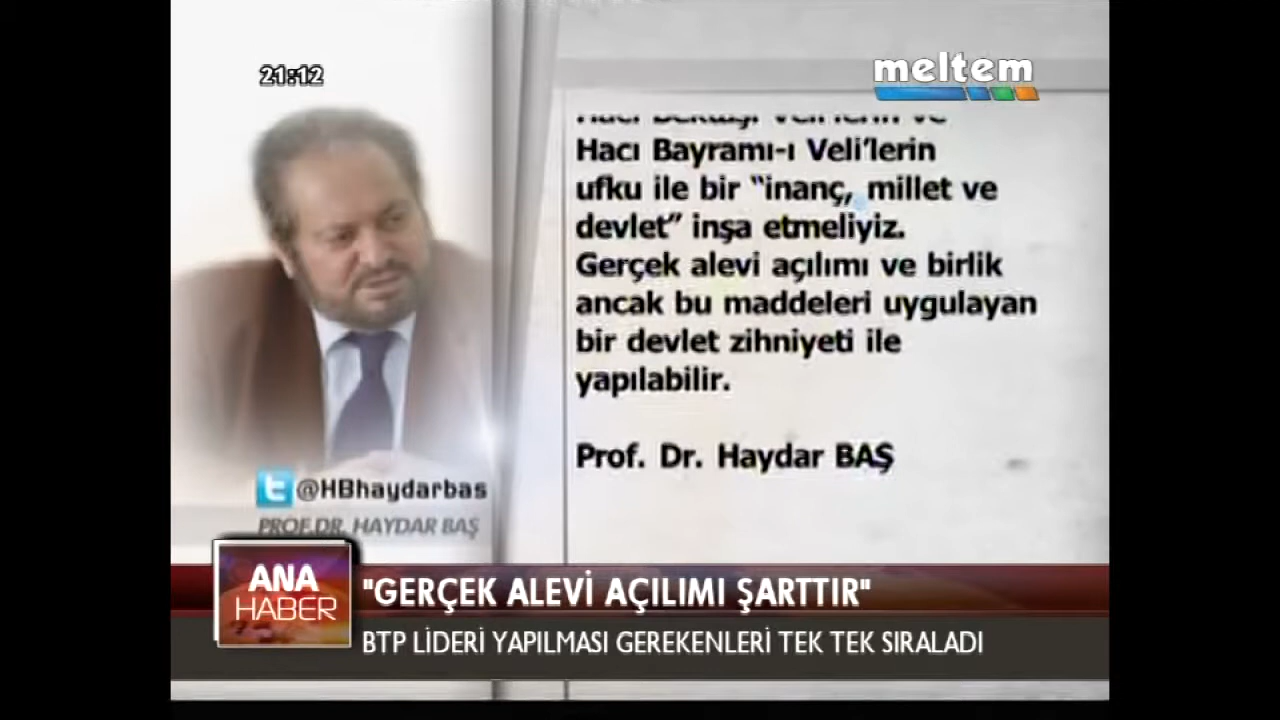 21:12
meltem
Hacı Bayramı-ı Veli’lerin
ufku ile bir “inanç, millet ve
devlet” inşa etmeliyiz.
Gerçek alevi açılımı ve birlik
ancak bu maddeleri uygulayan
bir devlet zihniyeti ile
yapılabilir.
Prof. Dr. Haydar BAŞ
@HBhaydarbas
PROF.DR. HAYDAR BAŞ
ANA
HABER
"GERÇEK ALEVİ AÇILIMI ŞARTTIR"
BTP LİDERİ YAPILMASI GEREKENLERİ TEK TEK SIRALADI